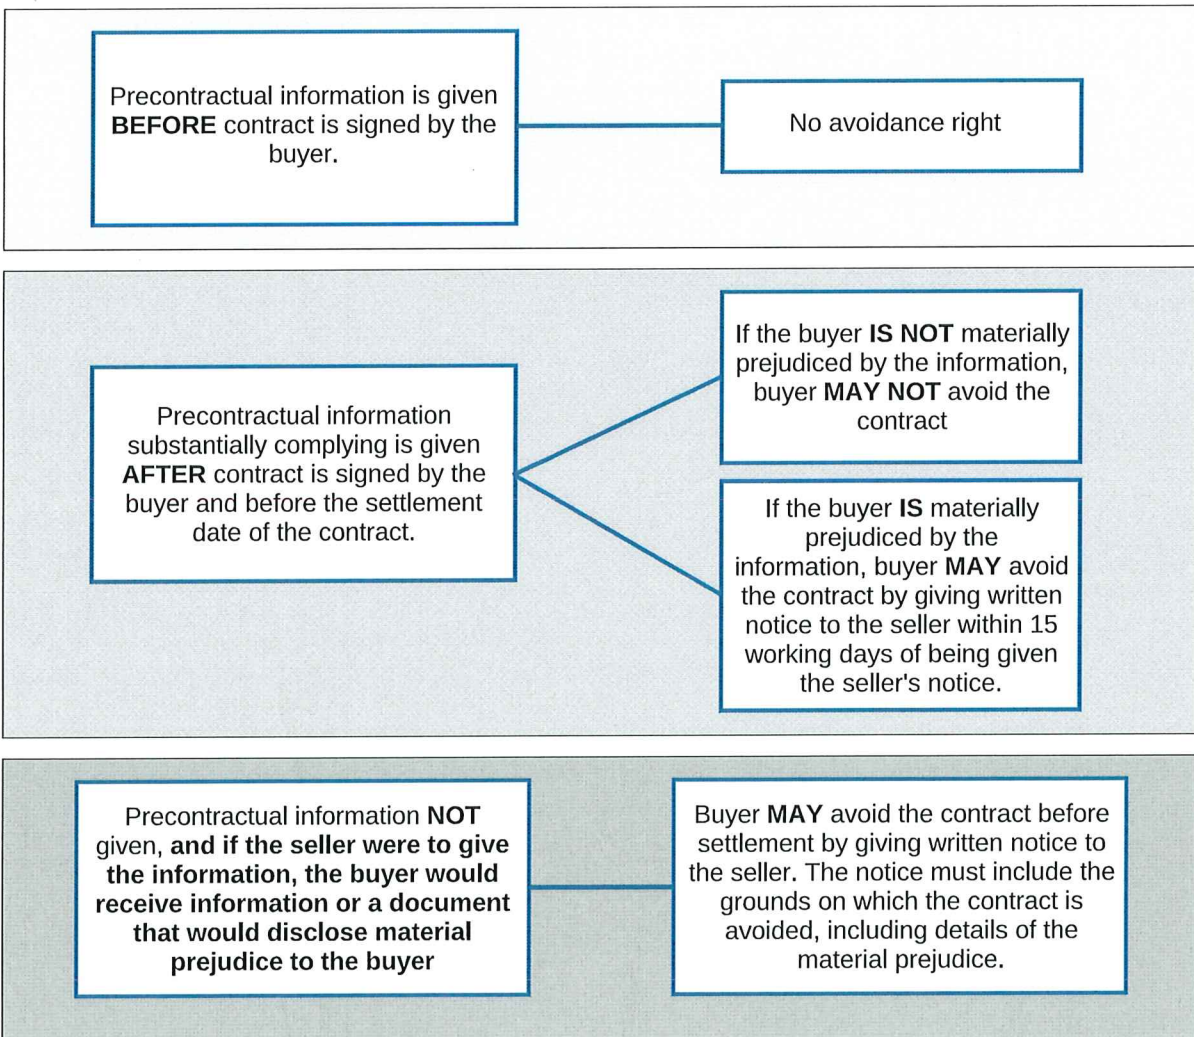 Precontractual information is given
BEFORE contract is signed by the
buyer.
No avoidance right
Precontractual information
substantially complying is given
AFTER contract is signed by the
buyer and before the settlement
date of the contract.
If the buyer IS NOT materially
prejudiced by the information,
buyer MAY NOT avoid the
contract
If the buyer IS materially
prejudiced by the
information, buyer MAY avoid
the contract by giving written
notice to the seller within 15
working days of being given
the seller's notice.
Precontractual information NOT
given, and if the seller were to give
the information, the buyer would
receive information or a document
that would disclose material
prejudice to the buyer
Buyer MAY avoid the contract before
settlement by giving written notice to
the seller. The notice must include the
grounds on which the contract is
avoided, including details of the
material prejudice.